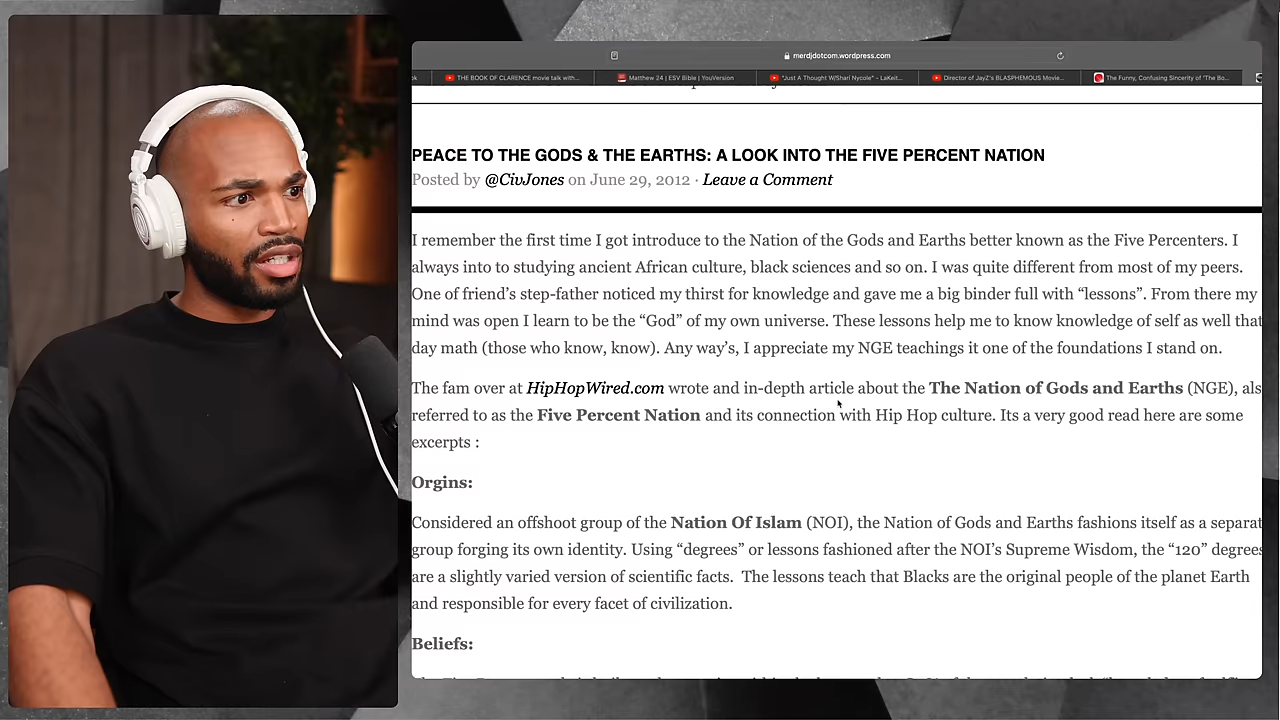 merdjdotcom.wordpress.com
THE BOOK OF CLARENCE movie talk with...
Matthew 24 | ESV Bible | YouVersion
"Just A Thought W/Shari Nycole" - LaKeit...
Director of JayZ's BLASPHEMOUS Movie...
The Funny, Confusing Sincerity of 'The Bo...
PEACE TO THE GODS & THE EARTHS: A LOOK INTO THE FIVE PERCENT NATION
Posted by @CivJones on June 29, 2012 · Leave a Comment
I remember the first time I got introduce to the Nation of the Gods and Earths better known as the Five Percenters. I
always into to studying ancient African culture, black sciences and so on. I was quite different from most of my peers.
One of friend’s step-father noticed my thirst for knowledge and gave me a big binder full with “lessons”. From there my
mind was open I learn to be the “God” of my own universe. These lessons help me to know knowledge of self as well that
day math (those who know, know). Any way’s, I appreciate my NGE teachings it one of the foundations I stand on.
The fam over at HipHopWired.com wrote and in-depth article about the The Nation of Gods and Earths (NGE), als
referred to as the Five Percent Nation and its connection with Hip Hop culture. Its a very good read here are some
excerpts :
Orgins:
Considered an offshoot group of the Nation Of Islam (NOI), the Nation of Gods and Earths fashions itself as a separat
group forging its own identity. Using “degrees” or lessons fashioned after the NOI’s Supreme Wisdom, the “120” degrees
are a slightly varied version of scientific facts. The lessons teach that Blacks are the original people of the planet Earth
and responsible for every facet of civilization.
Beliefs: